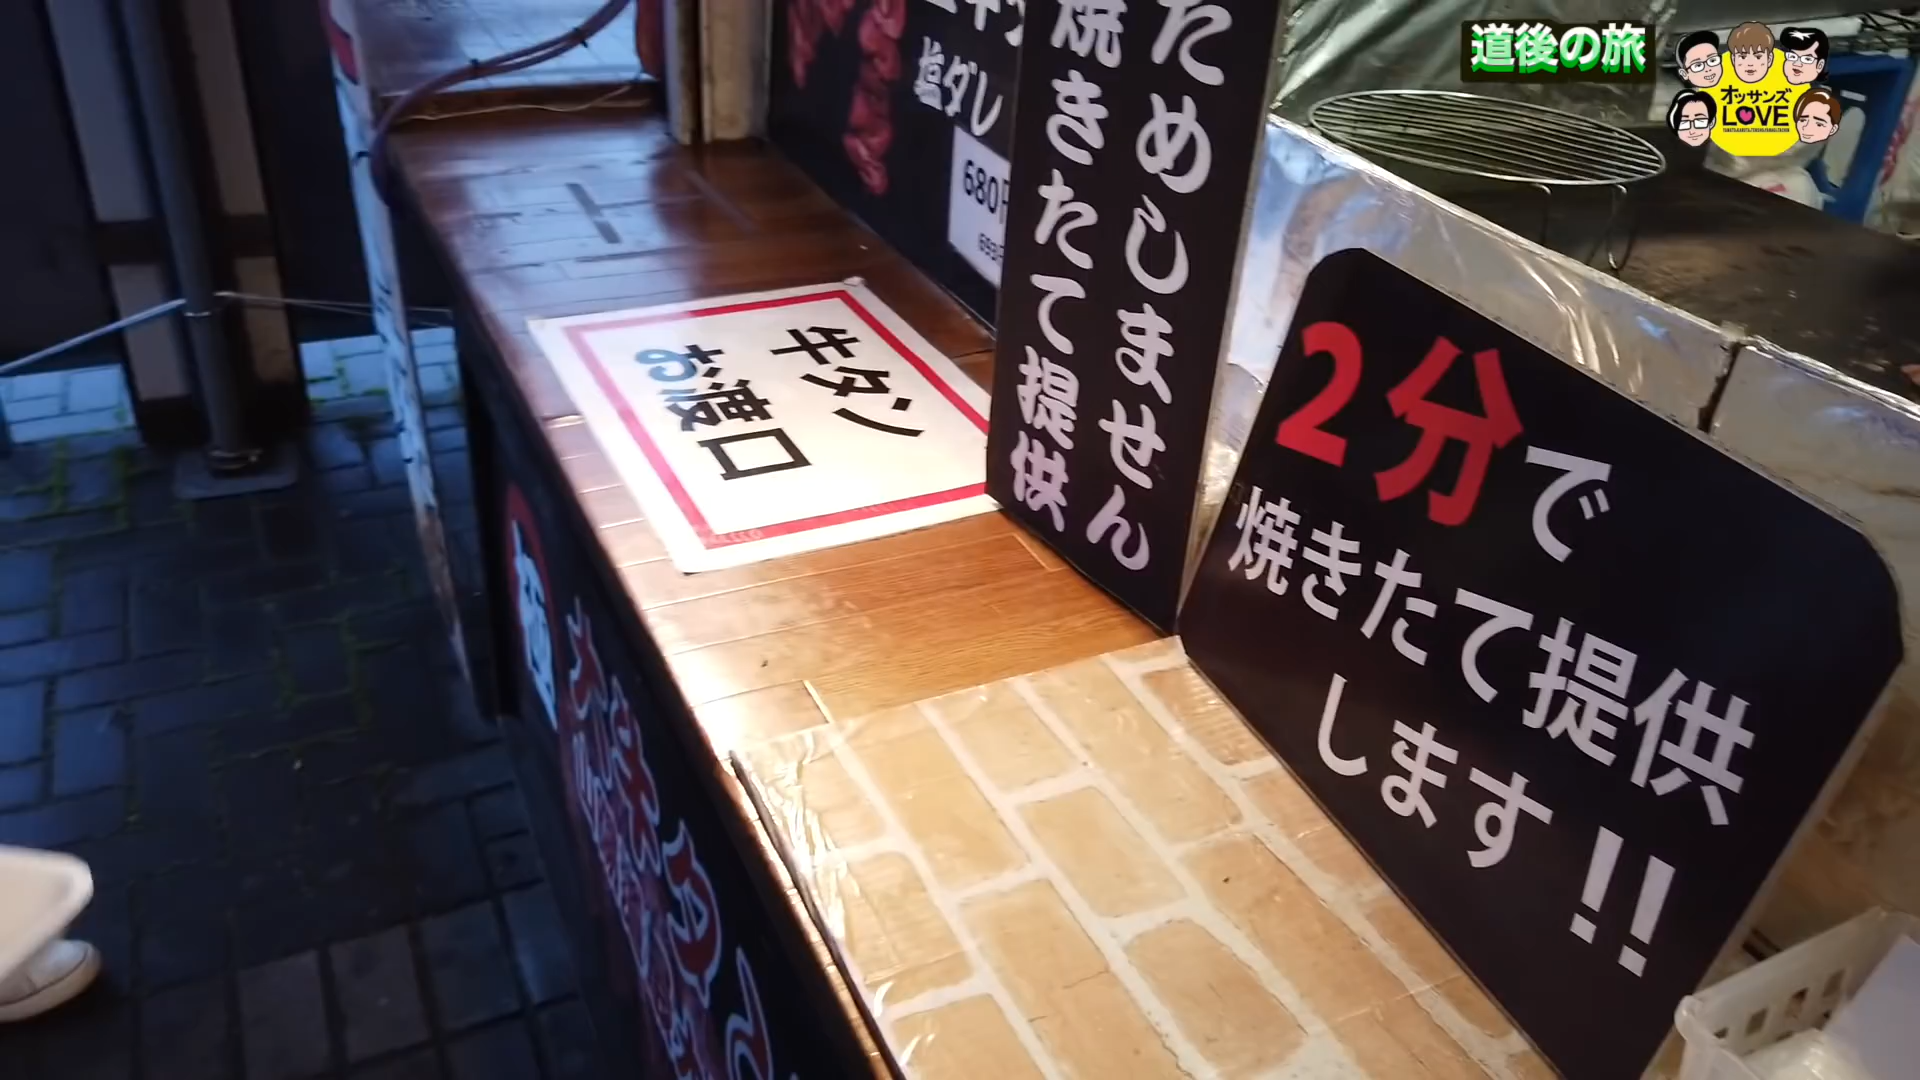 道後の旅
オッサンズ
LOVE
塩ダレ
680円
ためしません
焼きたて提供
牛タン
お渡口
2分で
焼きたて提供
します!!